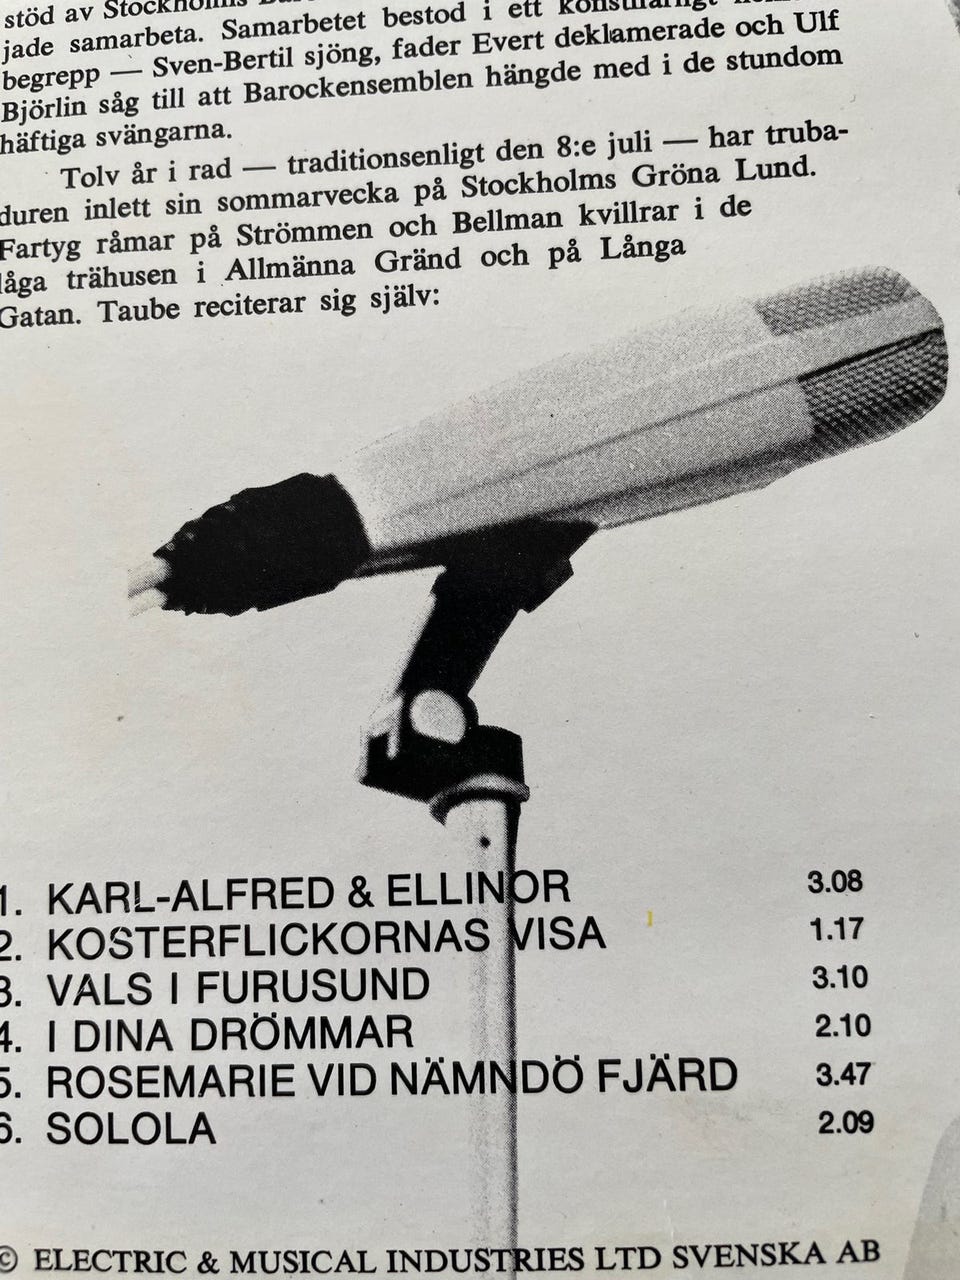 stöd av Stockholms
jade samarbeta. Samarbetet bestod i ett
begrepp — Sven-Bertil sjöng, fader Evert deklamerade och Ulf
Björlin såg till att Barockensemblen hängde med i de stundom
häftiga svängarna.
Tolv år i rad — traditionsenligt den 8:e juli — har truba-
duren inlett sin sommarvecka på Stockholms Gröna Lund.
Fartyg råmar på Strömmen och Bellman kvillrar i de
låga trähusen i Allmänna Gränd och på Långa
Gatan. Taube reciterar sig själv:
1. KARL-ALFRED & ELLINOR 3.08
2. KOSTERFLICKORNAS VISA 1.17
3. VALS I FURUSUND 3.10
4. I DINA DRÖMMAR 2.10
5. ROSEMARIE VID NÄMNDÖ FJÄRD 3.47
6. SOLOLA 2.09
© ELECTRIC & MUSICAL INDUSTRIES LTD SVENSKA AB